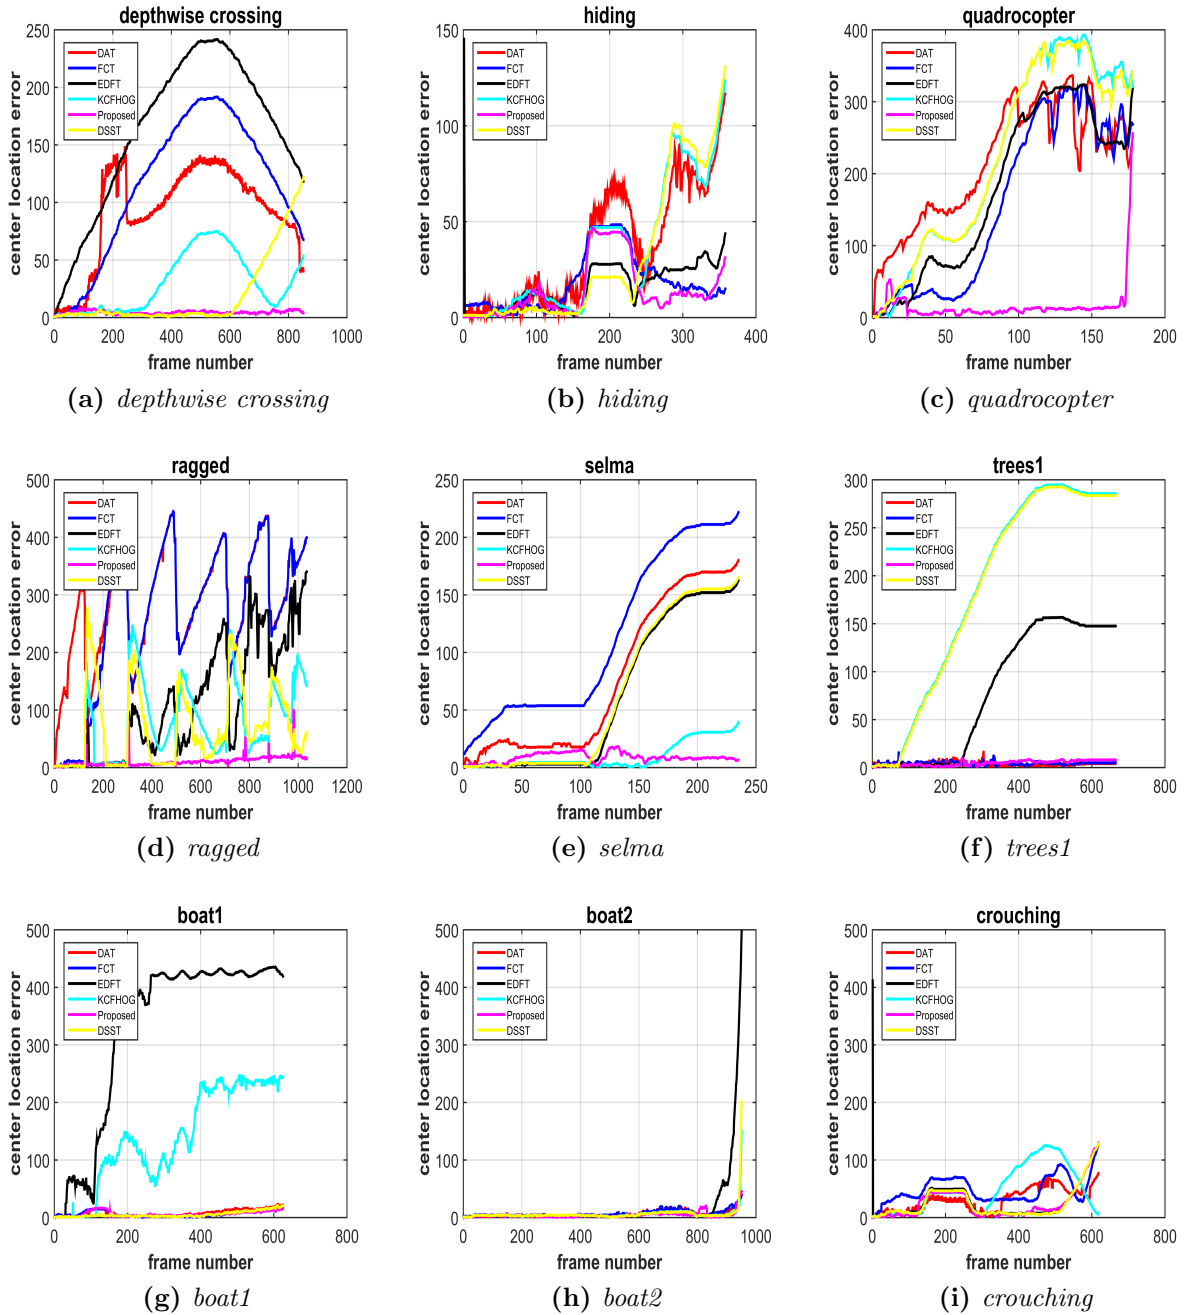 depthwise crossing
250
200
150
100
50
0
center location error
DAT
FCT
EDFT
KCFHOG
Proposed
DSST
0 200 400 600 800 1000
frame number
(a) depthwise crossing
hiding
150
100
50
0
center location error
DAT
FCT
EDFT
KCFHOG
Proposed
DSST
0 100 200 300 400
frame number
(b) hiding
quadrocopter
400
300
200
100
0
center location error
DAT
FCT
EDFT
KCFHOG
Proposed
DSST
0 50 100 150 200
frame number
(c) quadrocopter
ragged
500
400
300
200
100
0
center location error
DAT
FCT
EDFT
KCFHOG
Proposed
DSST
0 200 400 600 800 1000 1200
frame number
(d) ragged
selma
250
200
150
100
50
0
center location error
DAT
FCT
EDFT
KCFHOG
Proposed
DSST
0 50 100 150 200 250
frame number
(e) selma
trees1
300
250
200
150
100
50
0
center location error
DAT
FCT
EDFT
KCFHOG
Proposed
DSST
0 200 400 600 800
frame number
(f) trees1
boat1
500
400
300
200
100
0
center location error
DAT
FCT
EDFT
KCFHOG
Proposed
DSST
0 200 400 600 800
frame number
(g) boat1
boat2
500
400
300
200
100
0
center location error
DAT
FCT
EDFT
KCFHOG
Proposed
DSST
0 200 400 600 800 1000
frame number
(h) boat2
crouching
500
400
300
200
100
0
center location error
DAT
FCT
EDFT
KCFHOG
Proposed
DSST
0 200 400 600 800
frame number
(i) crouching